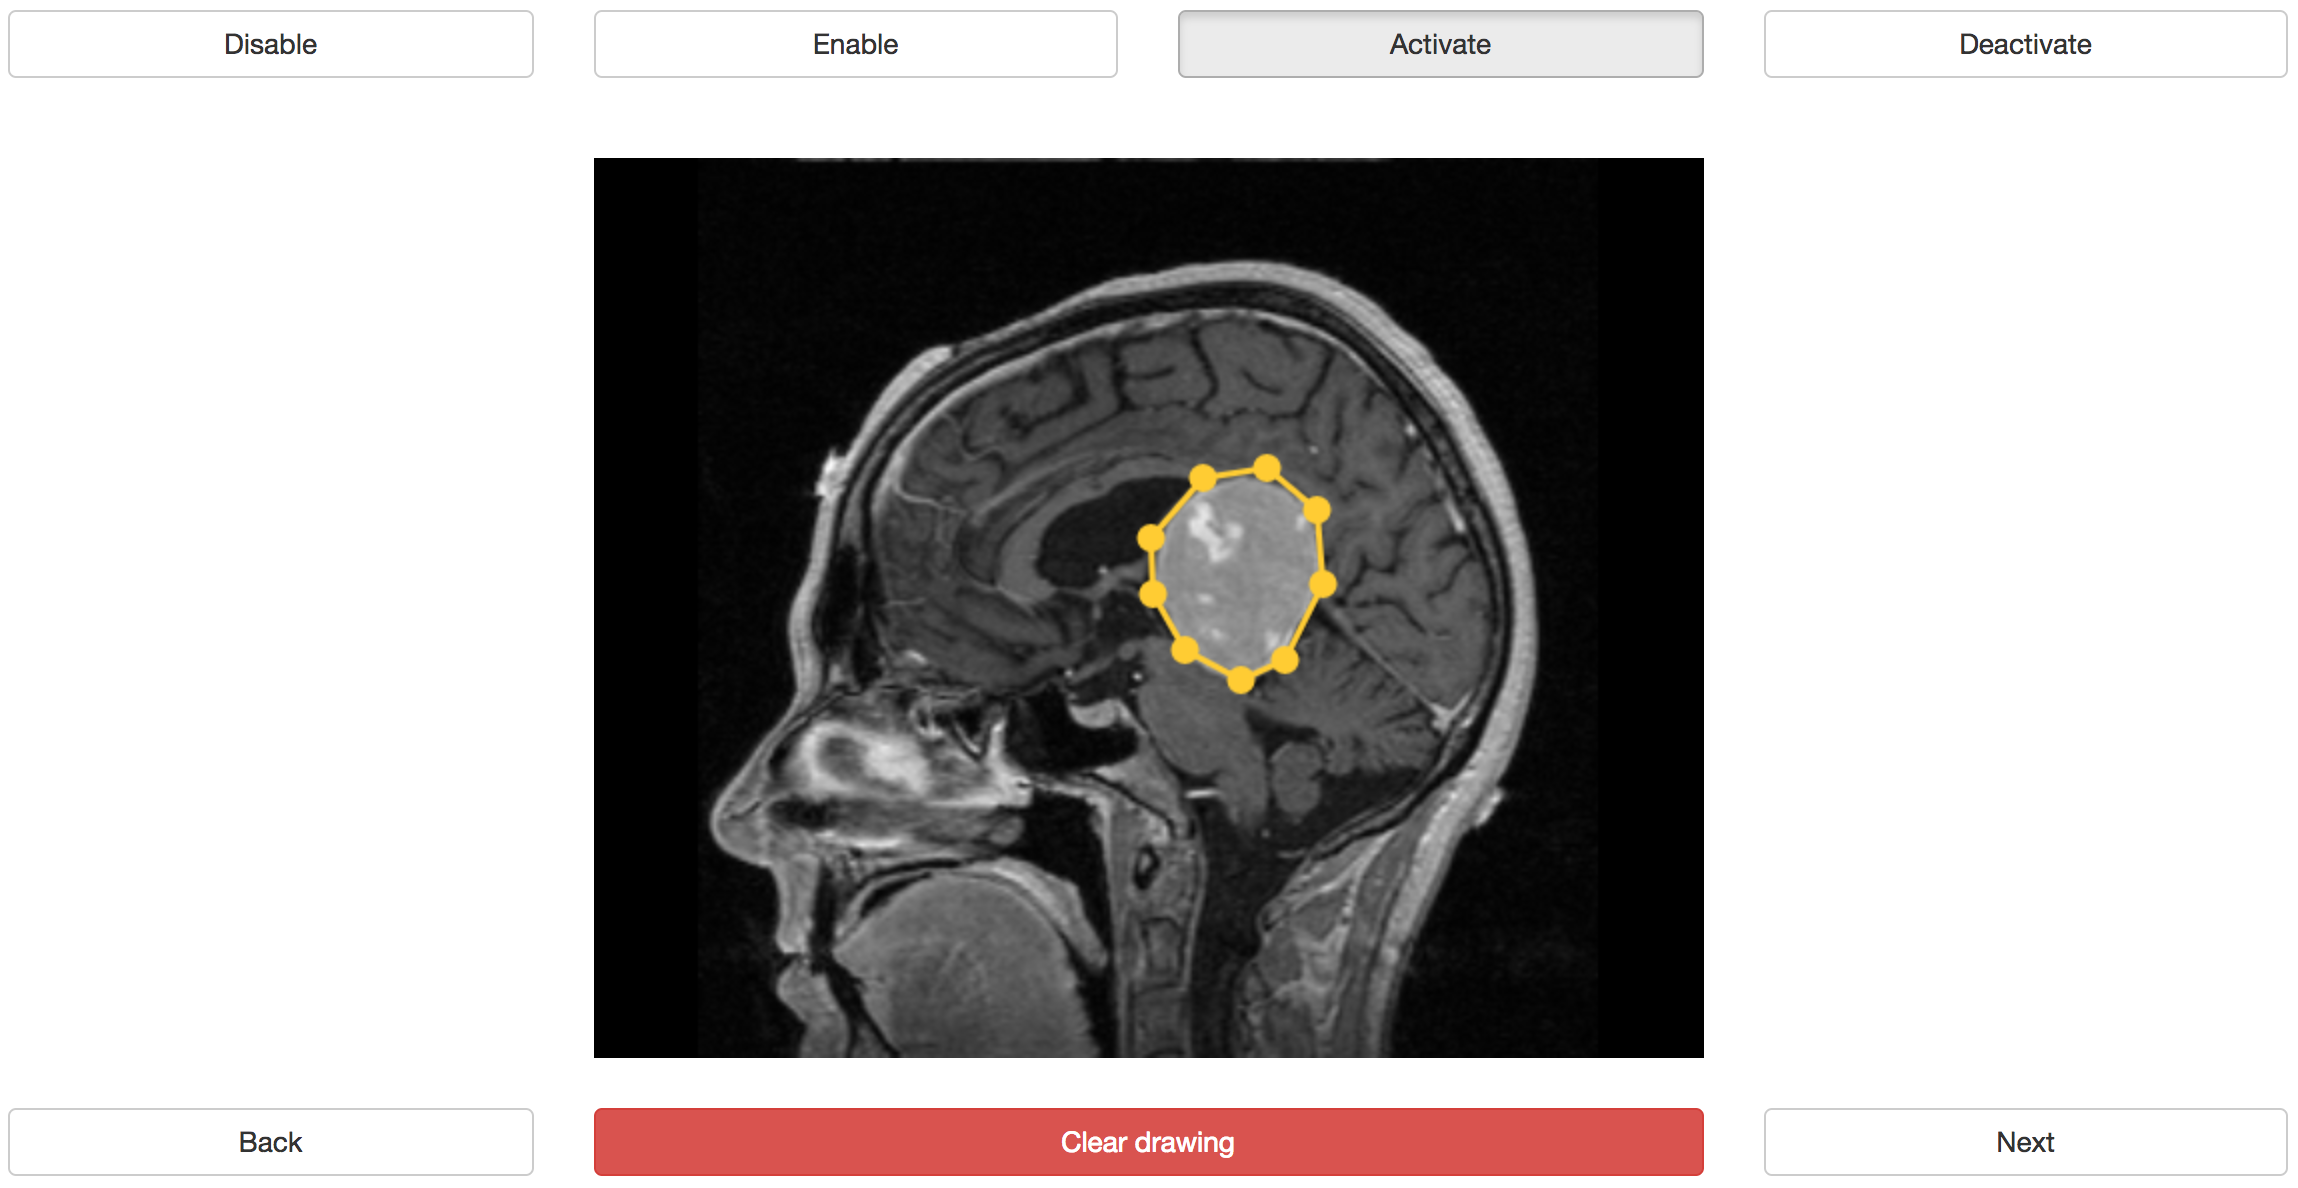 Disable
Enable
Activate
Deactivate
Back
Clear drawing
Next